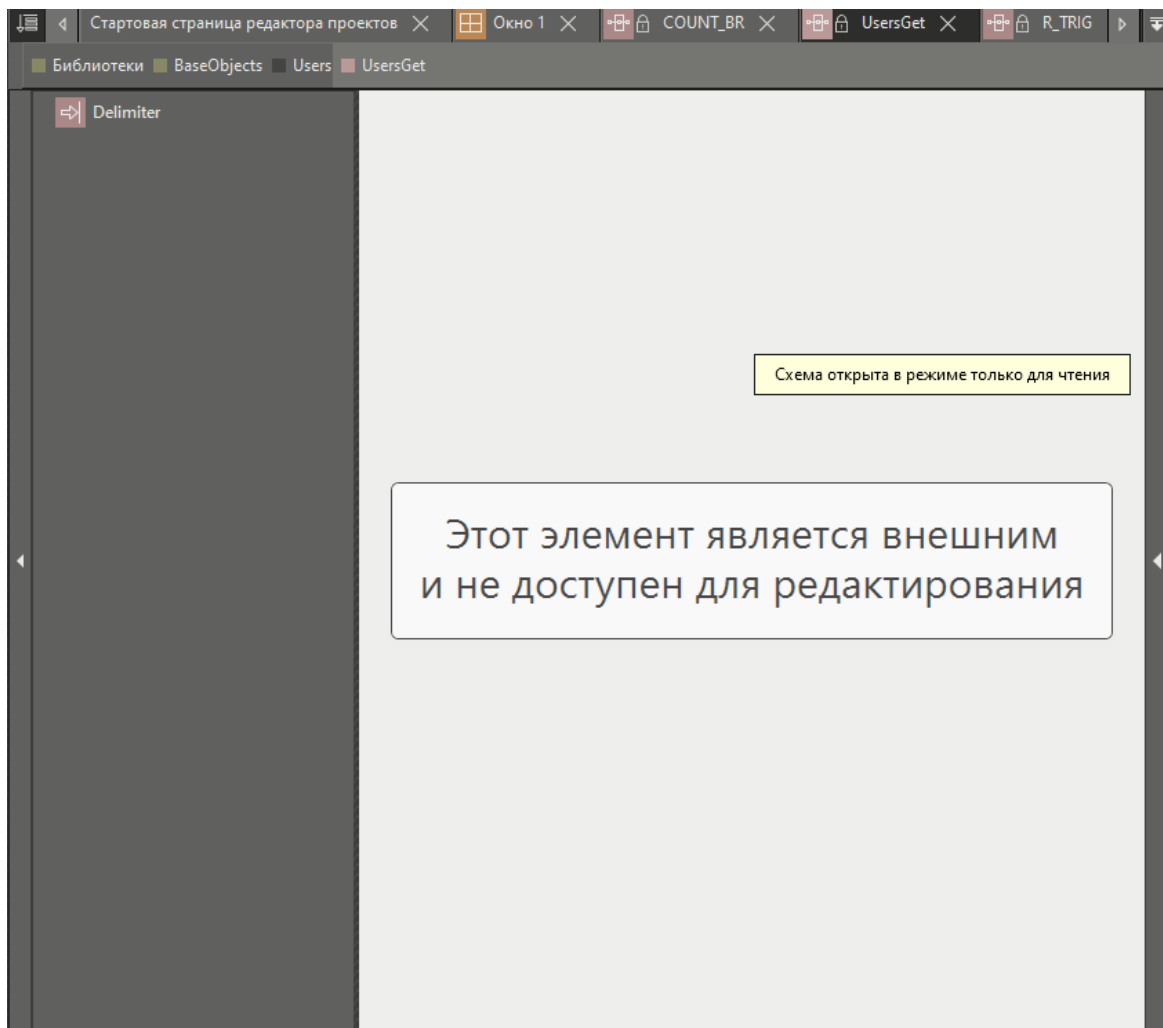 Стартовая страница редактора проектов Окно 1 COUNT_BR UsersGet R_TRIG
Библиотеки BaseObjects Users UsersGet
Delimiter
Схема открыта в режиме только для чтения
Этот элемент является внешним
и не доступен для редактирования